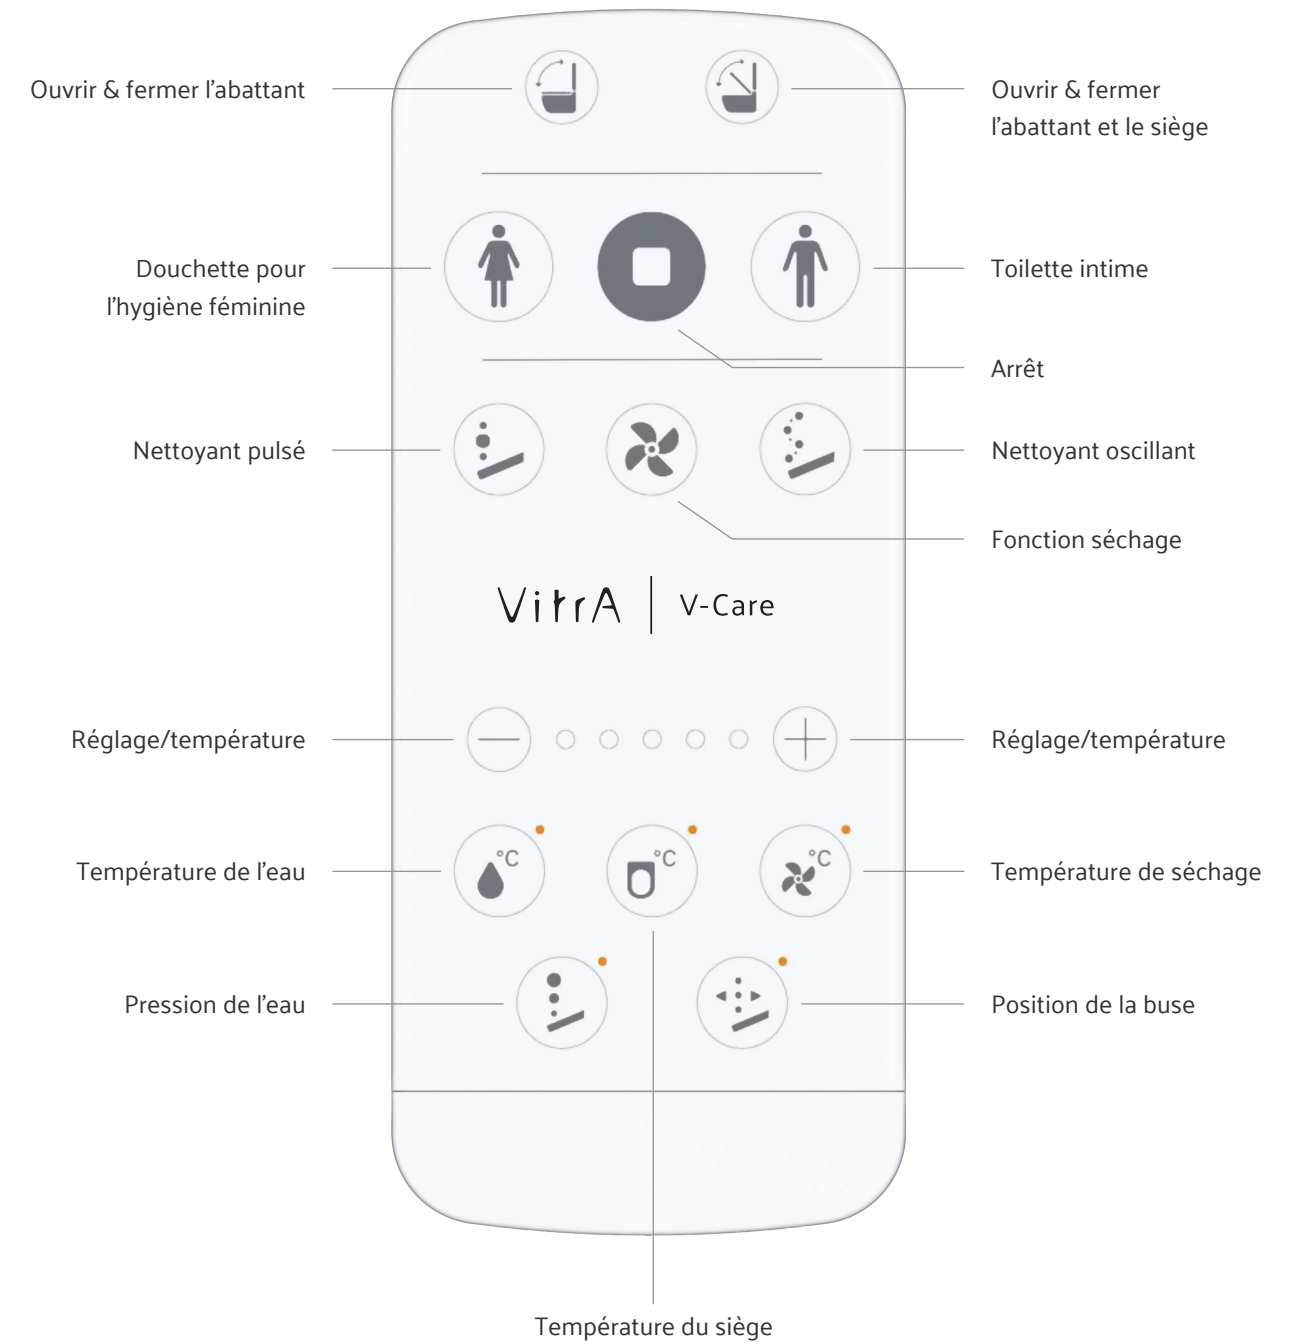 Ouvrir & fermer l'abattant
Ouvrir & fermer
l'abattant et le siège
Douchette pour
l'hygiène féminine
Toilette intime
Arrêt
Nettoyant pulsé
Nettoyant oscillant
Fonction séchage
VitrA | V-Care
Réglage/température
Réglage/température
°C
°C
°C
Température de l'eau
Température de séchage
Pression de l'eau
Position de la buse
Température du siège